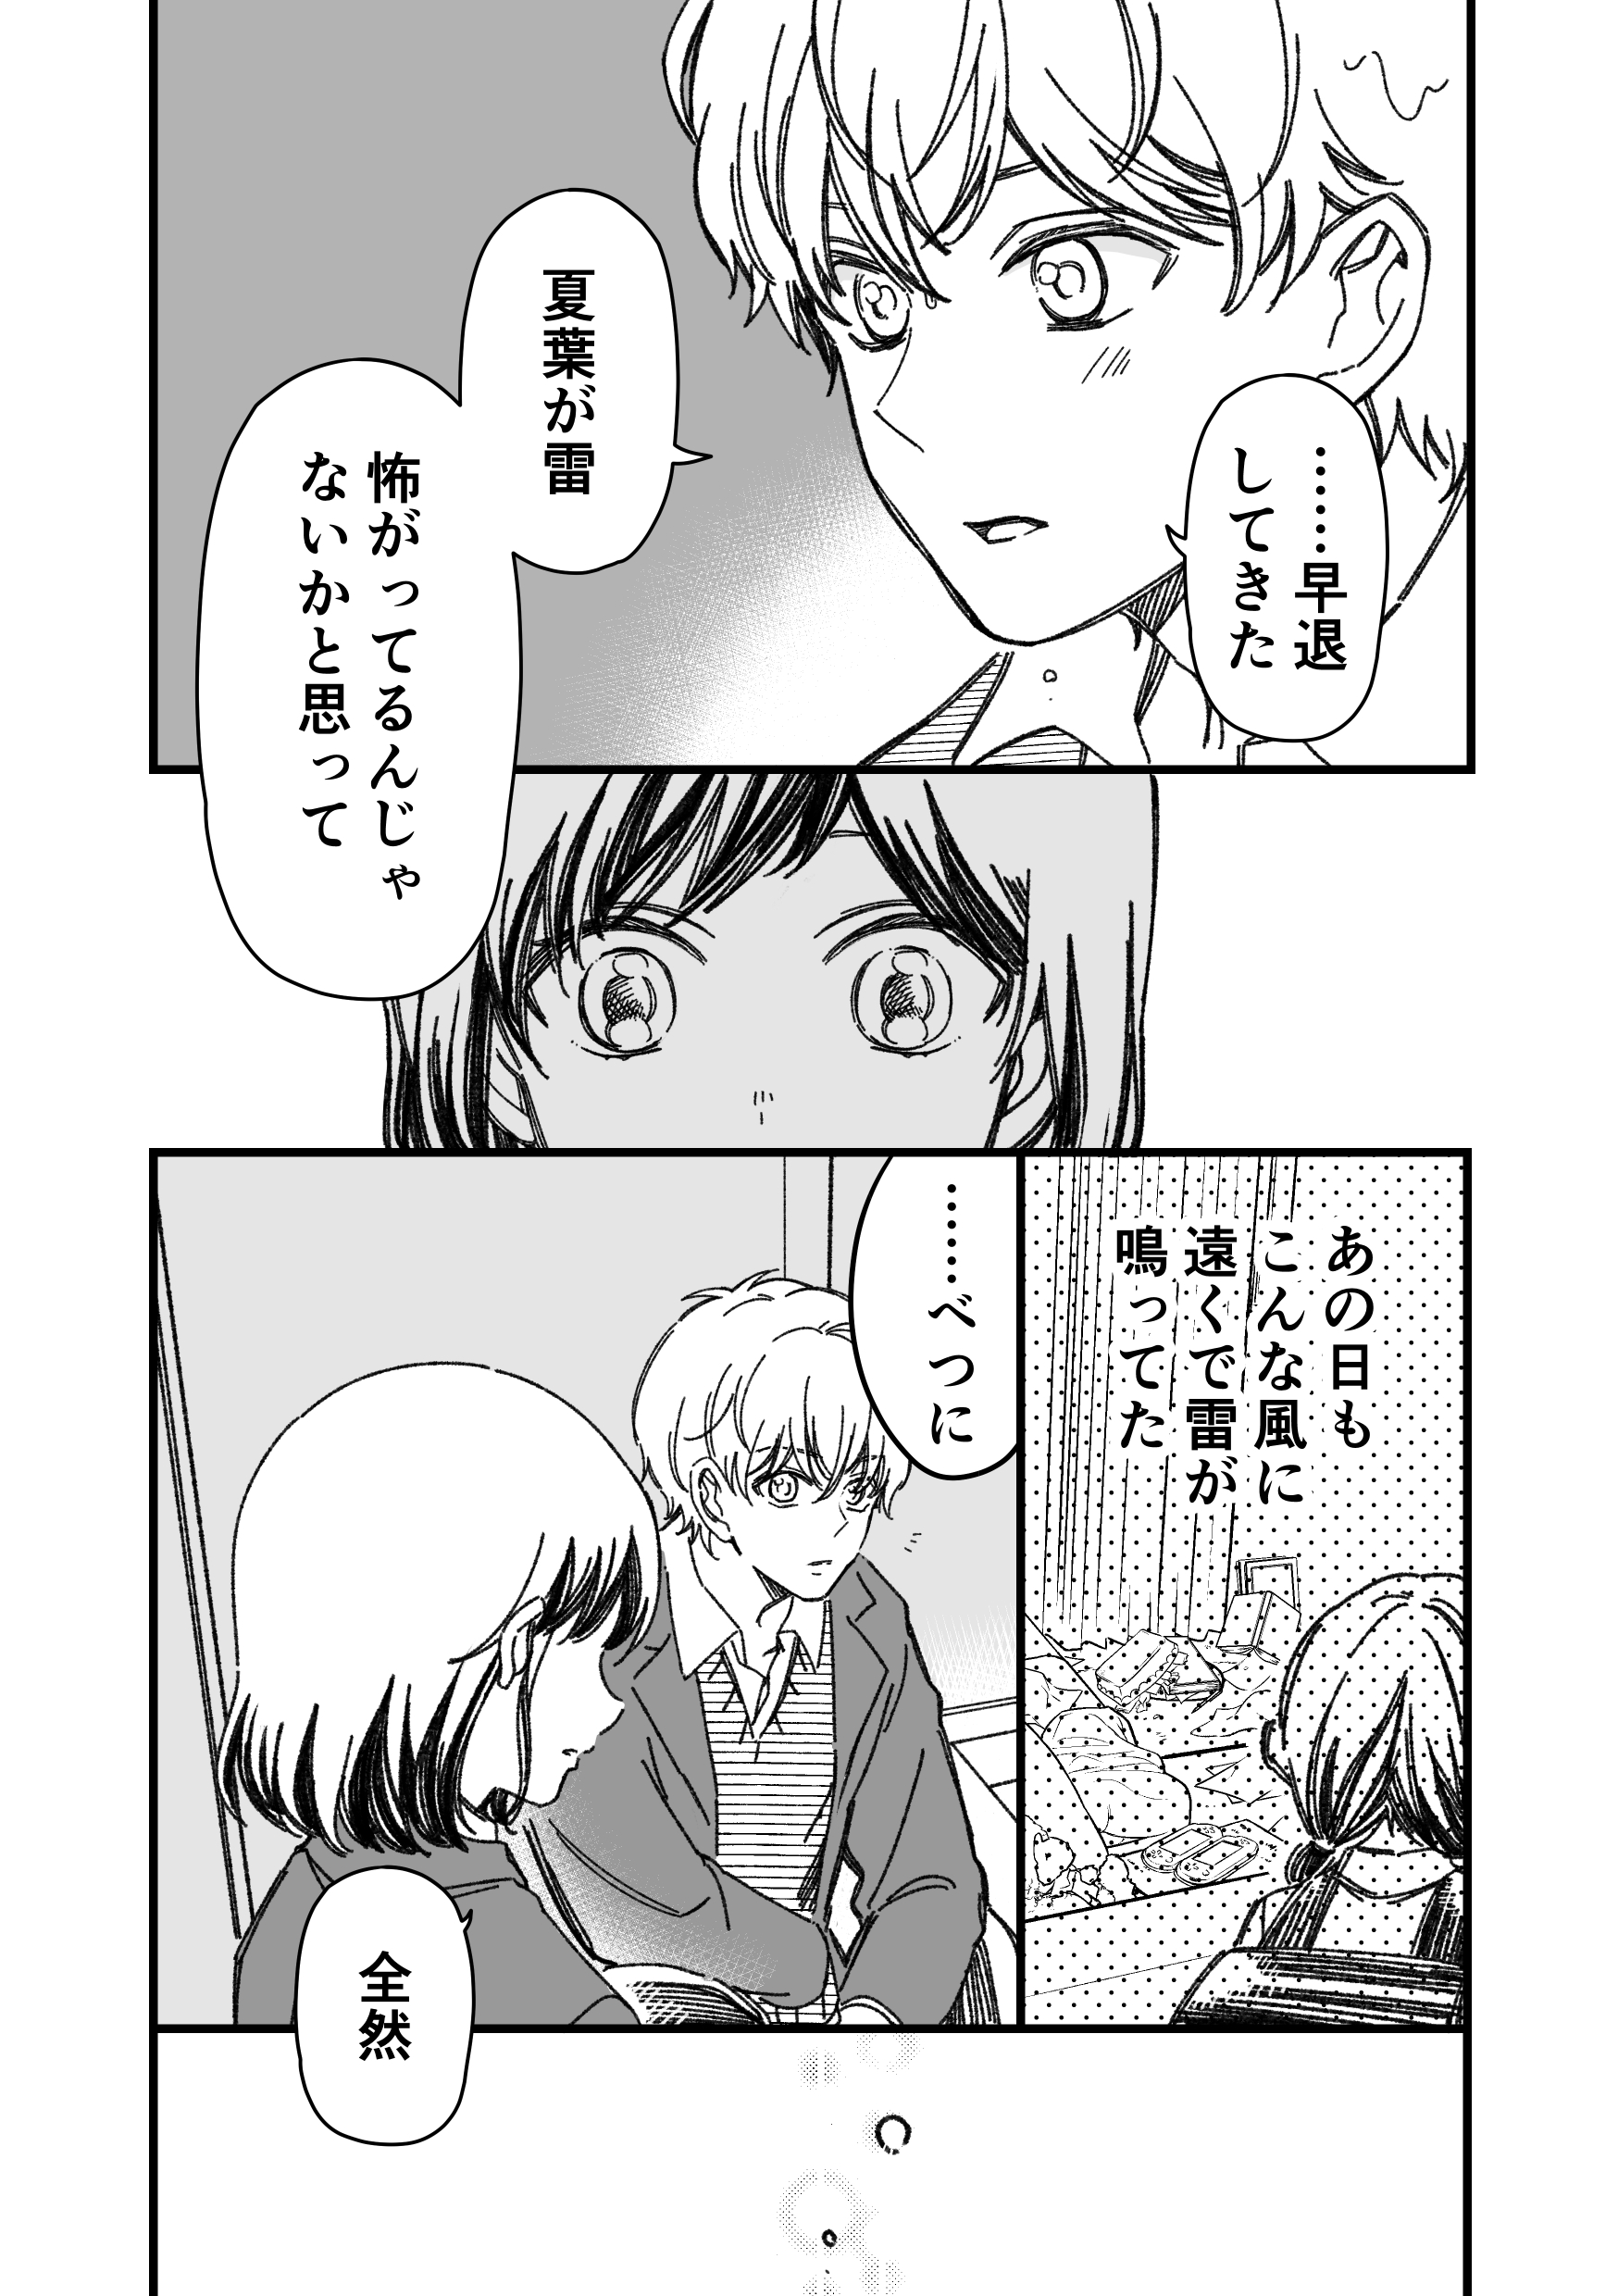 ……早退
してきた
夏葉が雷
怖がってるんじゃ
ないかと思って
あの日も
こんな風に
遠くで雷が
鳴ってた
……べつに
全然